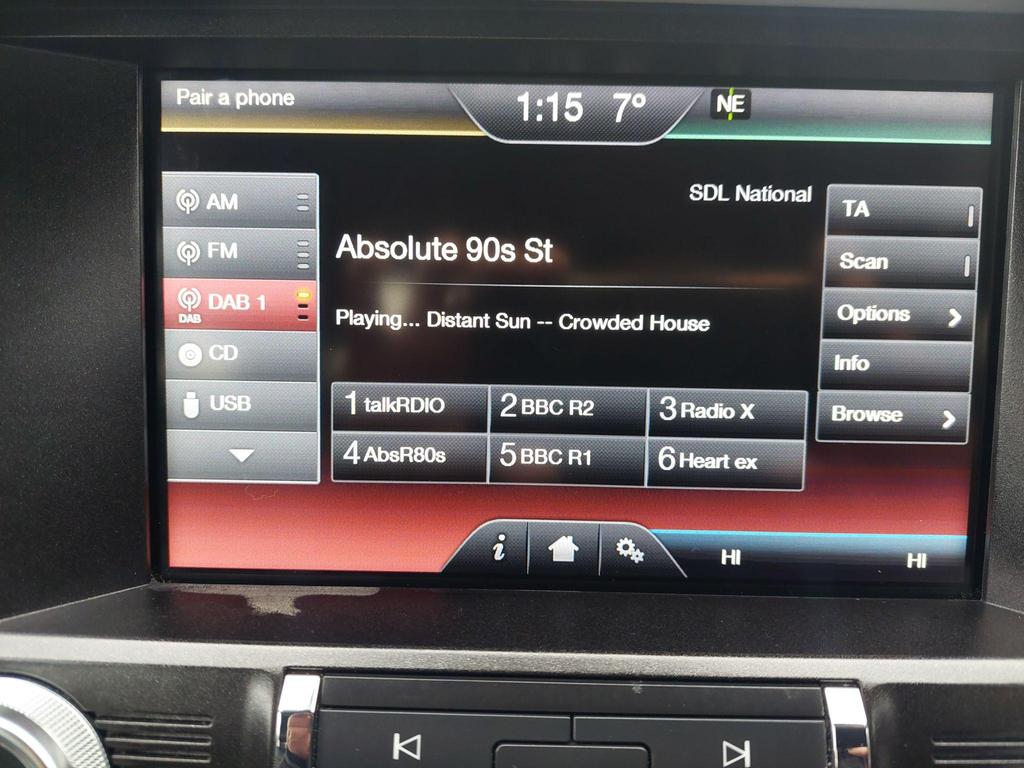 Pair a phone
1:15 7°
NE
AM
FM
DAB DAB 1
CD
USB
SDL National
Absolute 90s St
Playing... Distant Sun -- Crowded House
1 talkRDIO
2 BBC R2
3 Radio X
4 AbsR80s
5 BBC R1
6 Heart ex
TA
Scan
Options
Info
Browse
i
HI
HI